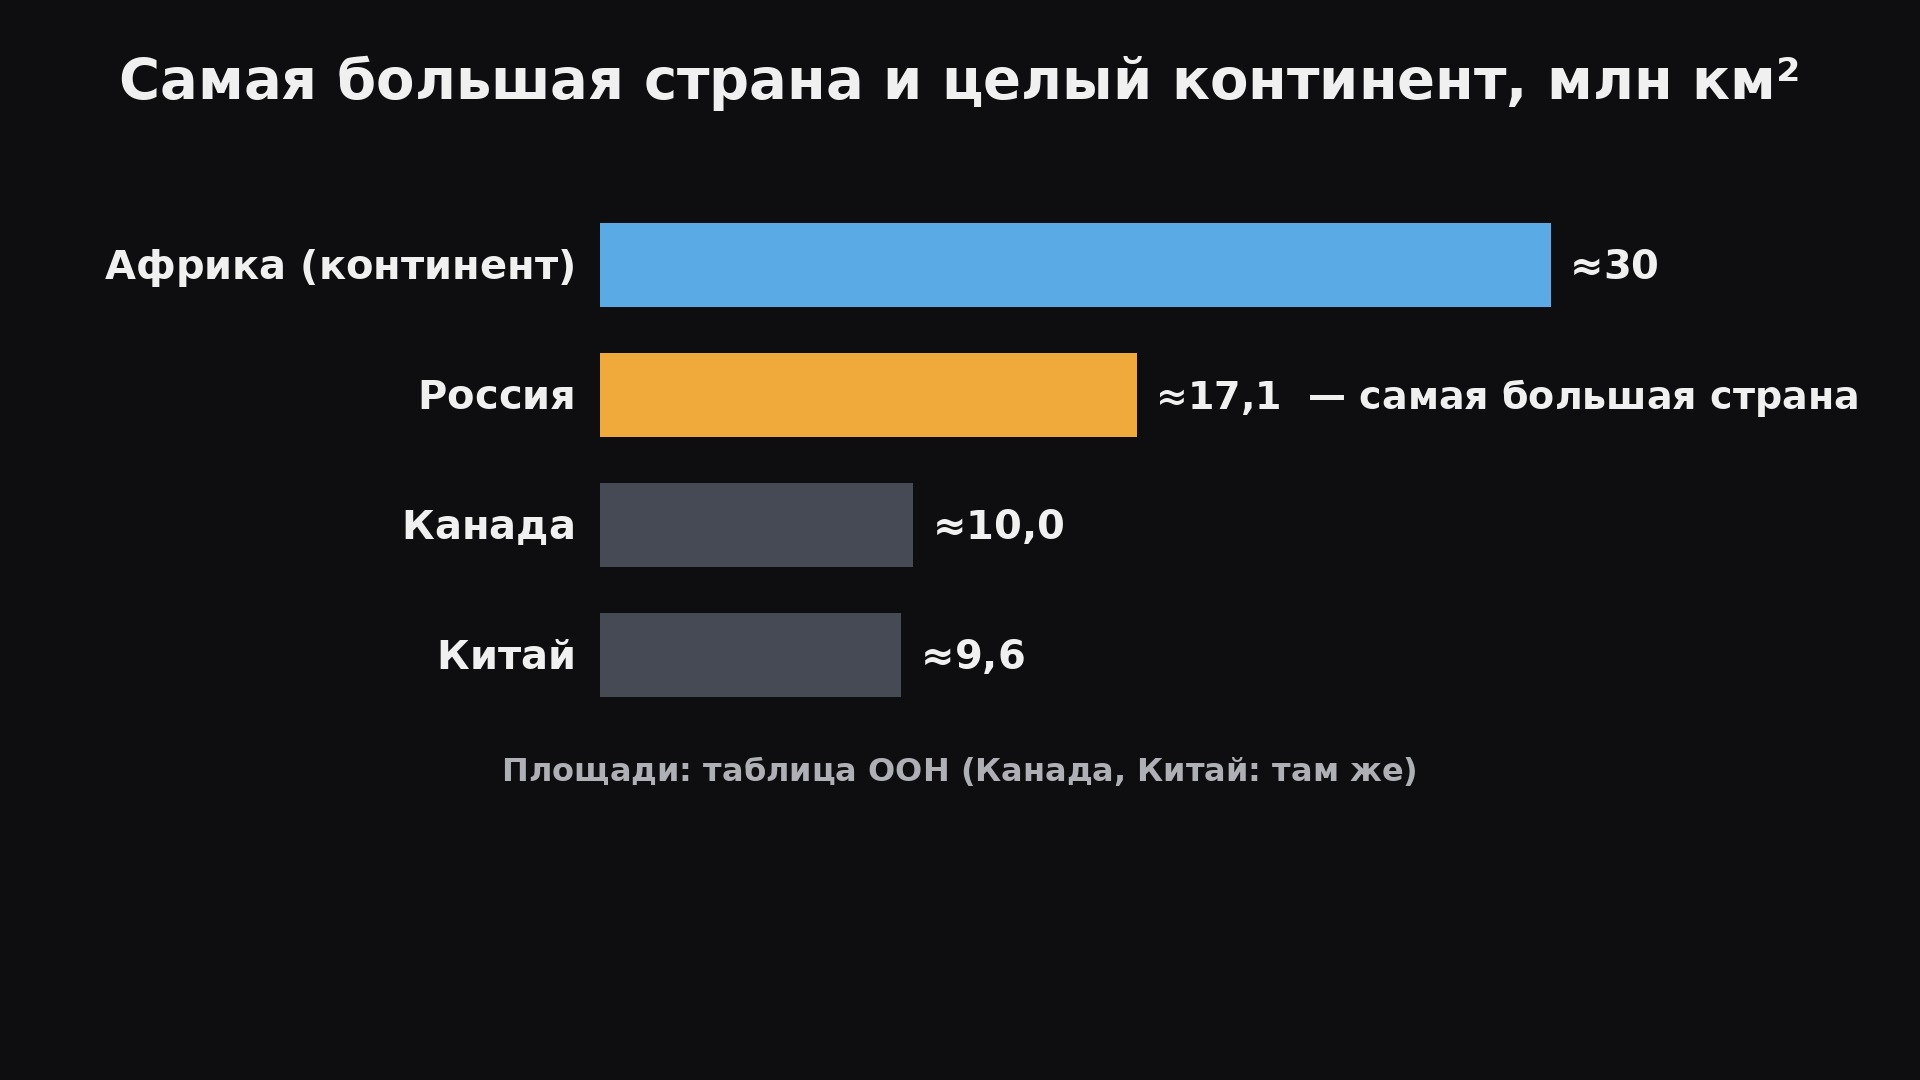 Самая большая страна и целый континент, млн км²
Африка (континент) ≈30
Россия ≈17,1 — самая большая страна
Канада ≈10,0
Китай ≈9,6
Площади: таблица ООН (Канада, Китай: там же)